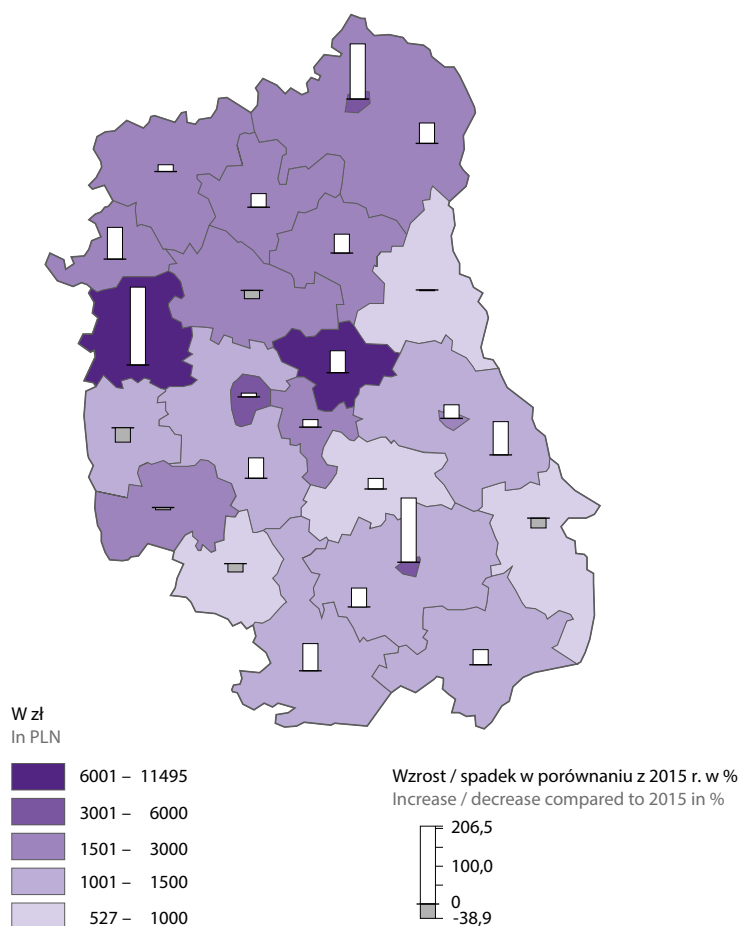 W zł
In PLN
6001 – 11495
3001 – 6000
1501 – 3000
1001 – 1500
527 – 1000
Wzrost / spadek w porównaniu z 2015 r. w %
Increase / decrease compared to 2015 in %
206,5
100,0
0
-38,9